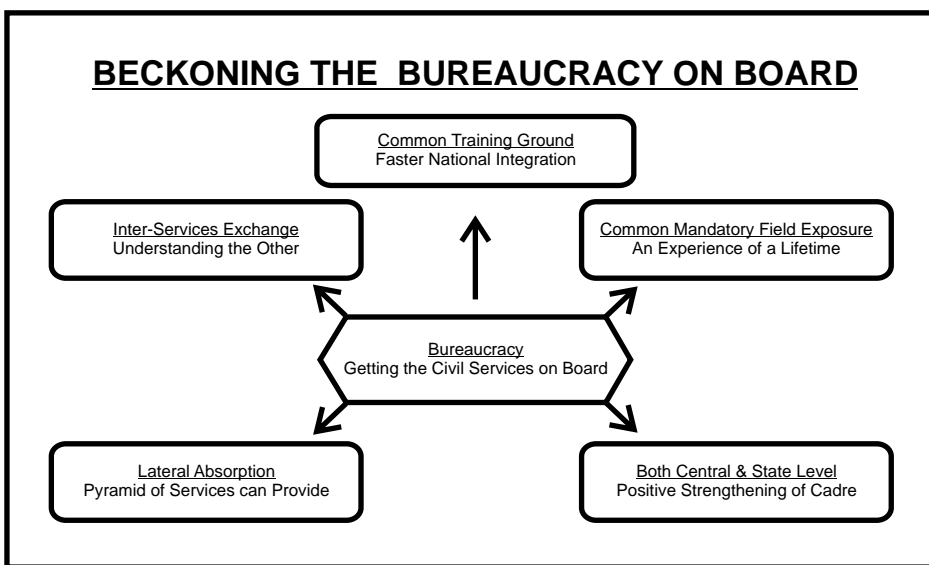 BECKONING THE BUREAUCRACY ON BOARD
Common Training Ground
Faster National Integration
Inter-Services Exchange
Understanding the Other
Common Mandatory Field Exposure
An Experience of a Lifetime
Bureaucracy
Getting the Civil Services on Board
Lateral Absorption
Pyramid of Services can Provide
Both Central & State Level
Positive Strengthening of Cadre